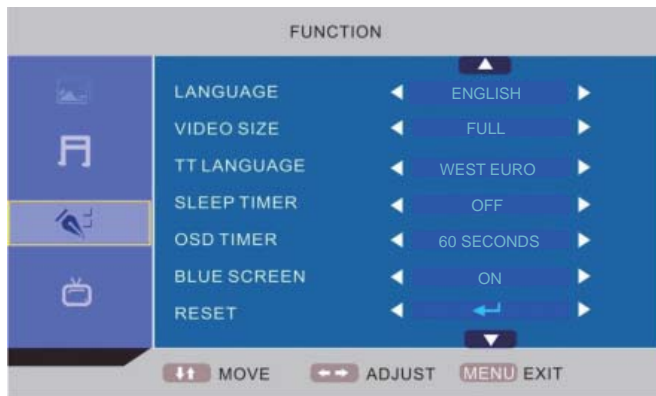 FUNCTION
LANGUAGE ENGLISH
VIDEO SIZE FULL
TT LANGUAGE WEST EURO
SLEEP TIMER OFF
OSD TIMER 60 SECONDS
BLUE SCREEN ON
RESET
MOVE ADJUST MENU EXIT